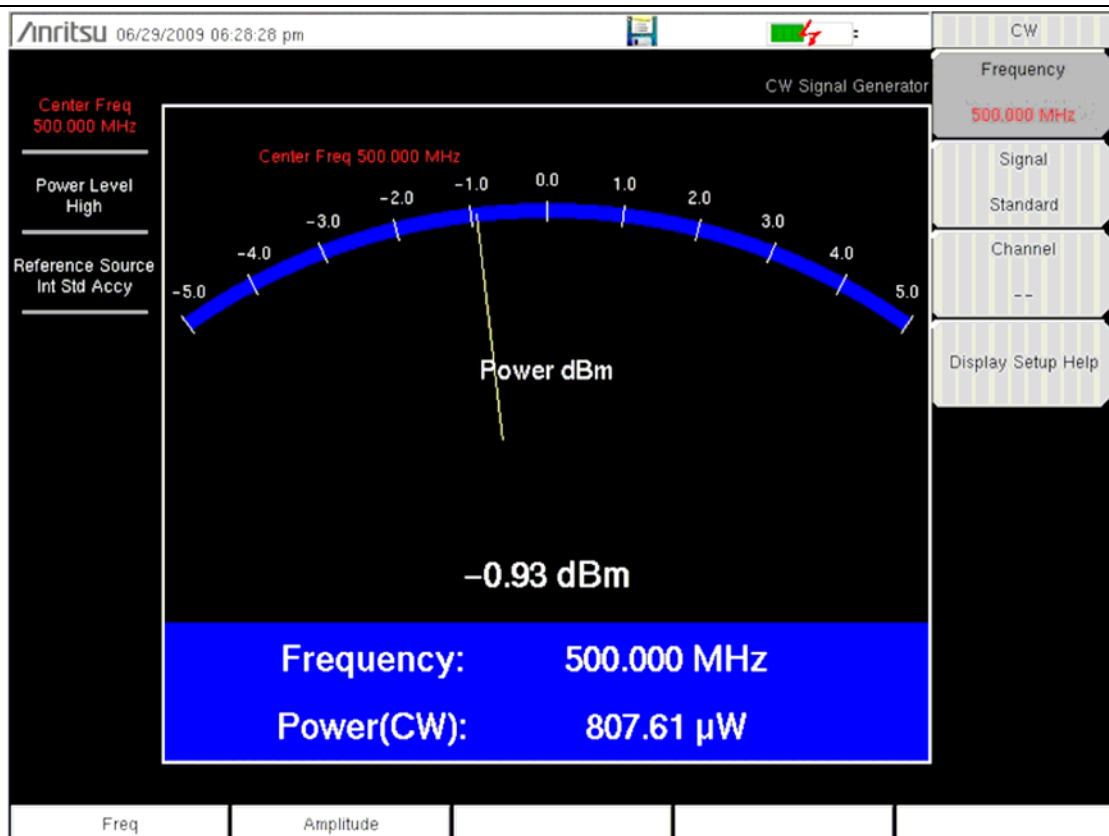 Anritsu 06/29/2009 06:28:28 pm
CW
CW Signal Generator
Frequency
500.000 MHz
Center Freq
500.000 MHz
Signal
Standard
Power Level
High
Channel
--
Reference Source
Int Std Accy
Display Setup Help
Center Freq 500.000 MHz
-5.0
-4.0
-3.0
-2.0
-1.0
0.0
1.0
2.0
3.0
4.0
5.0
Power dBm
-0.93 dBm
Frequency: 500.000 MHz
Power(CW): 807.61 µW
Freq
Amplitude